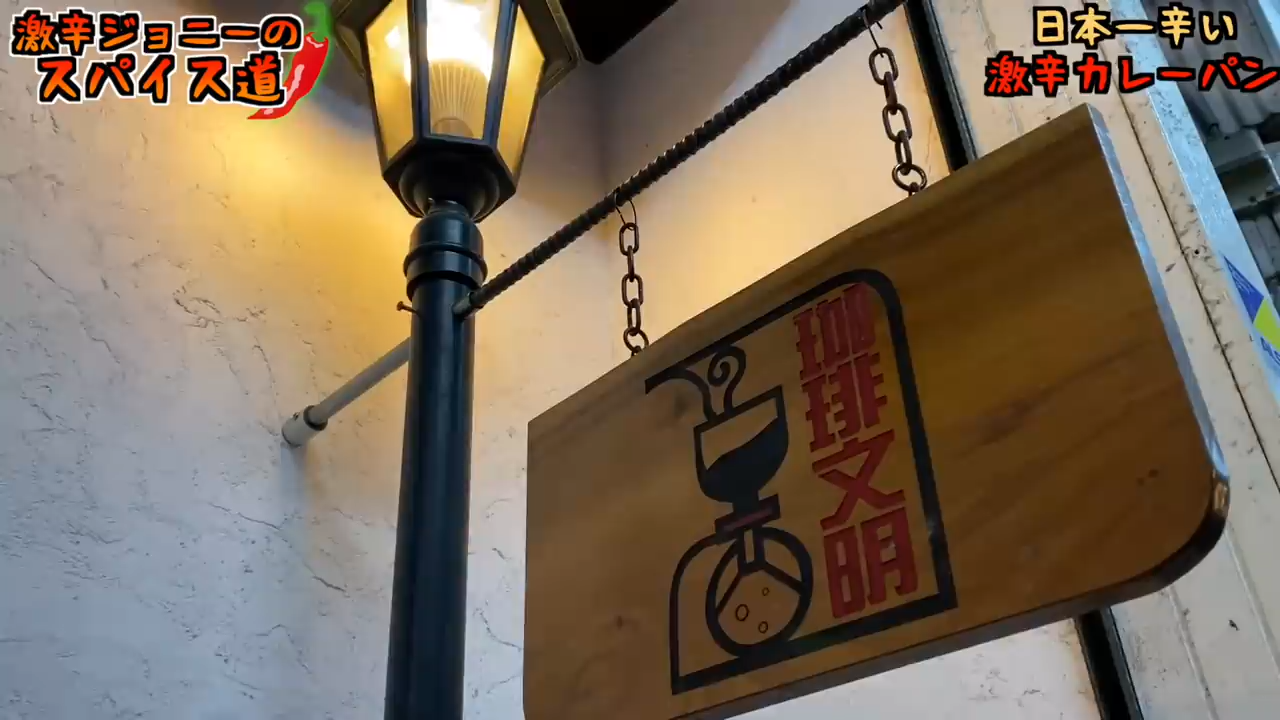 激辛ジョニーの
スパイス道
日本一辛い
激辛カレーパン
珈琲文明